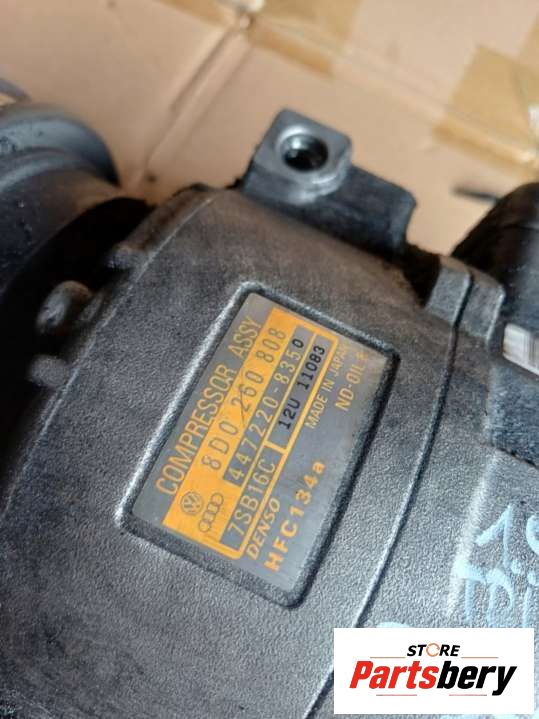 COMPRESSOR ASSY
8D0 260 808
447220-8350
7SB16C 12U 11083
DENSO MADE IN JAPAN
HFC134a ND-OIL
STORE
Partsbery